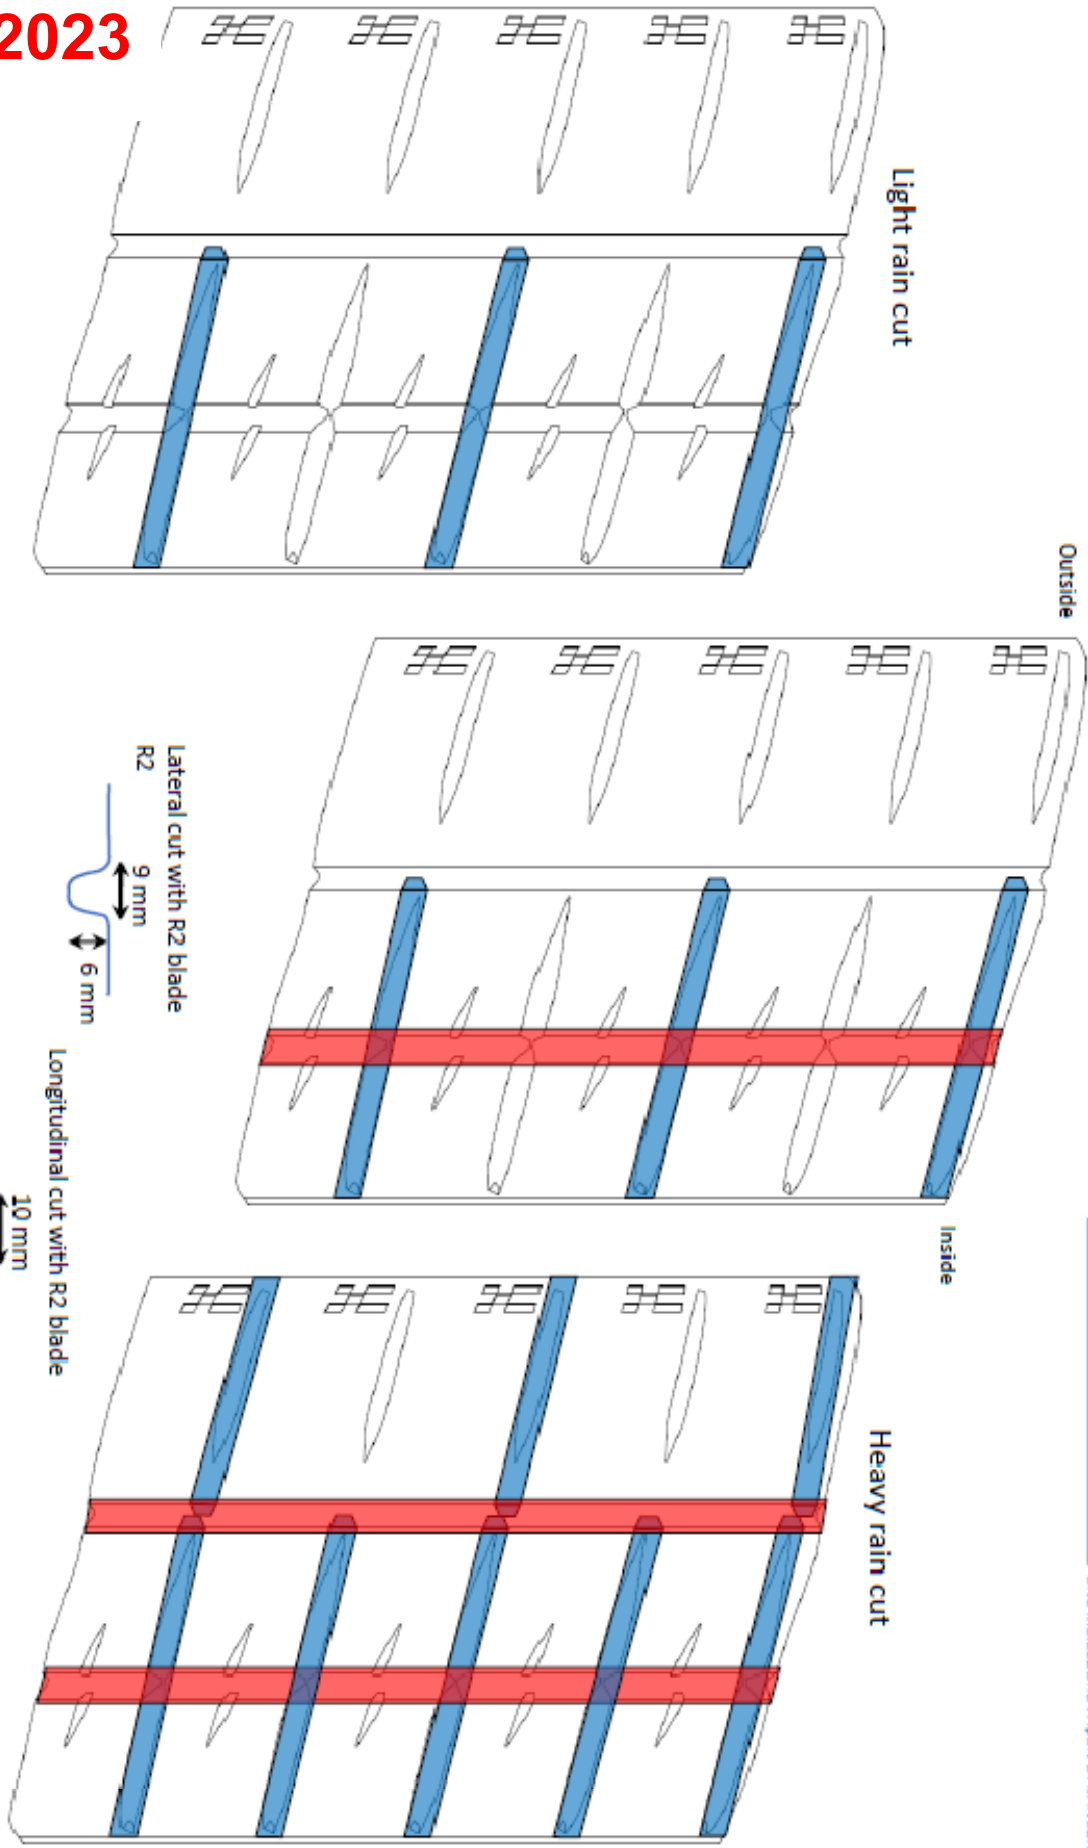 2023
Light rain cut
Outside
Lateral cut with R2 blade
R2
9 mm
6 mm
Longitudinal cut with R2 blade
10 mm
Inside
Heavy rain cut